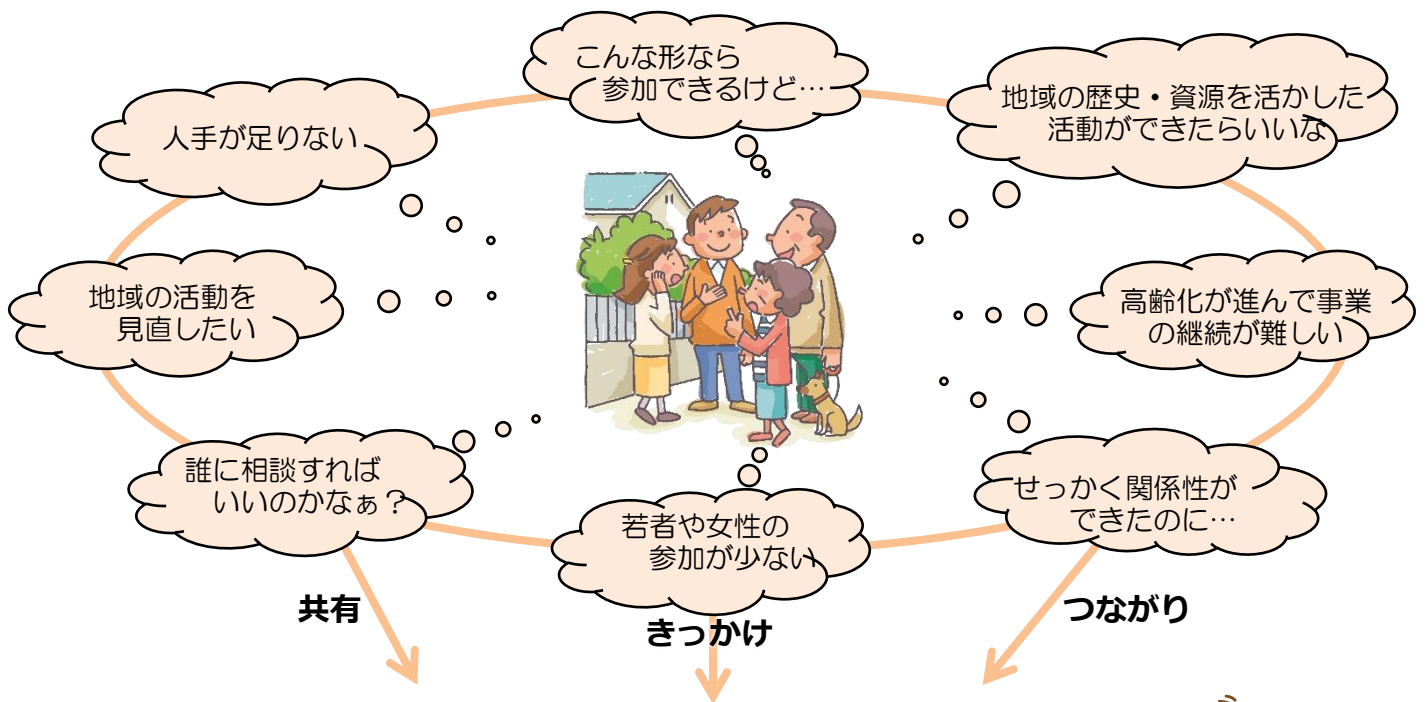 こんな形なら
参加できるけど…
地域の歴史・資源を活かした
活動ができたらいいな
人手が足りない
地域の活動を
見直したい
高齢化が進んで事業
の継続が難しい
誰に相談すれば
いいのかなぁ？
若者や女性の
参加が少ない
せっかく関係性が
できたのに…
共有
きっかけ
つながり